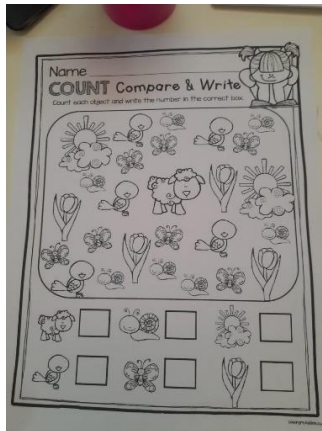 Name
COUNT Compare & Write
Count each object and write the number in the correct box.